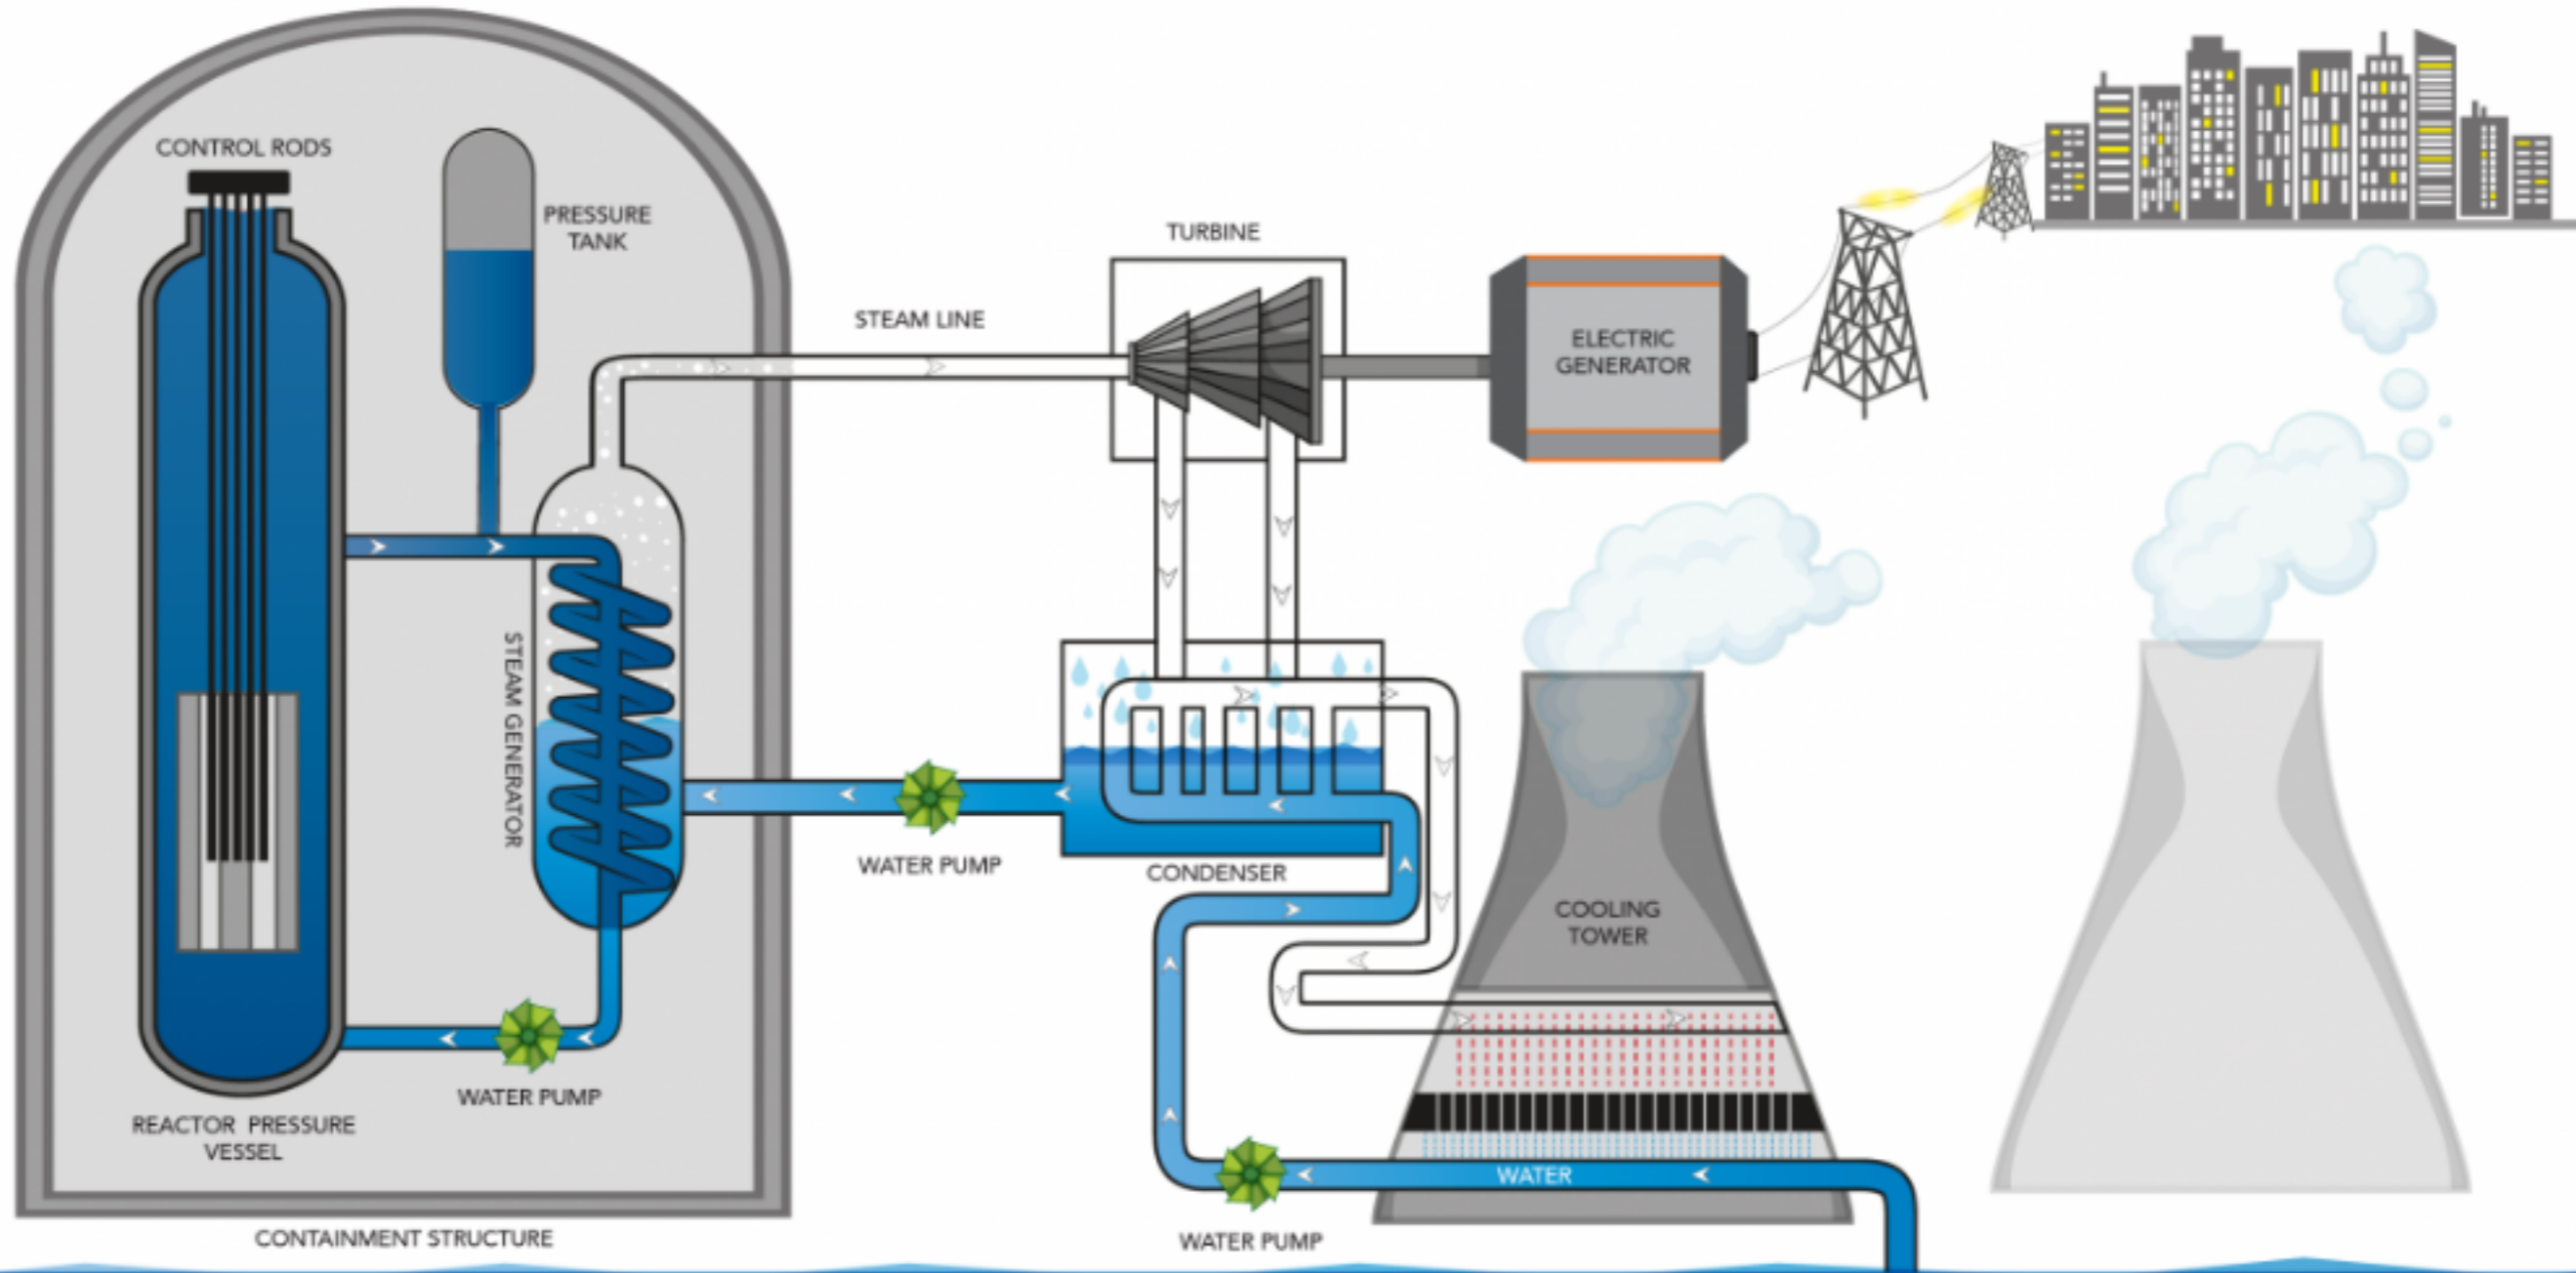 CONTROL RODS
PRESSURE
TANK
TURBINE
STEAM LINE
ELECTRIC
GENERATOR
STEAM GENERATOR
WATER PUMP
CONDENSER
COOLING
TOWER
WATER PUMP
REACTOR PRESSURE
VESSEL
WATER
CONTAINMENT STRUCTURE
WATER PUMP